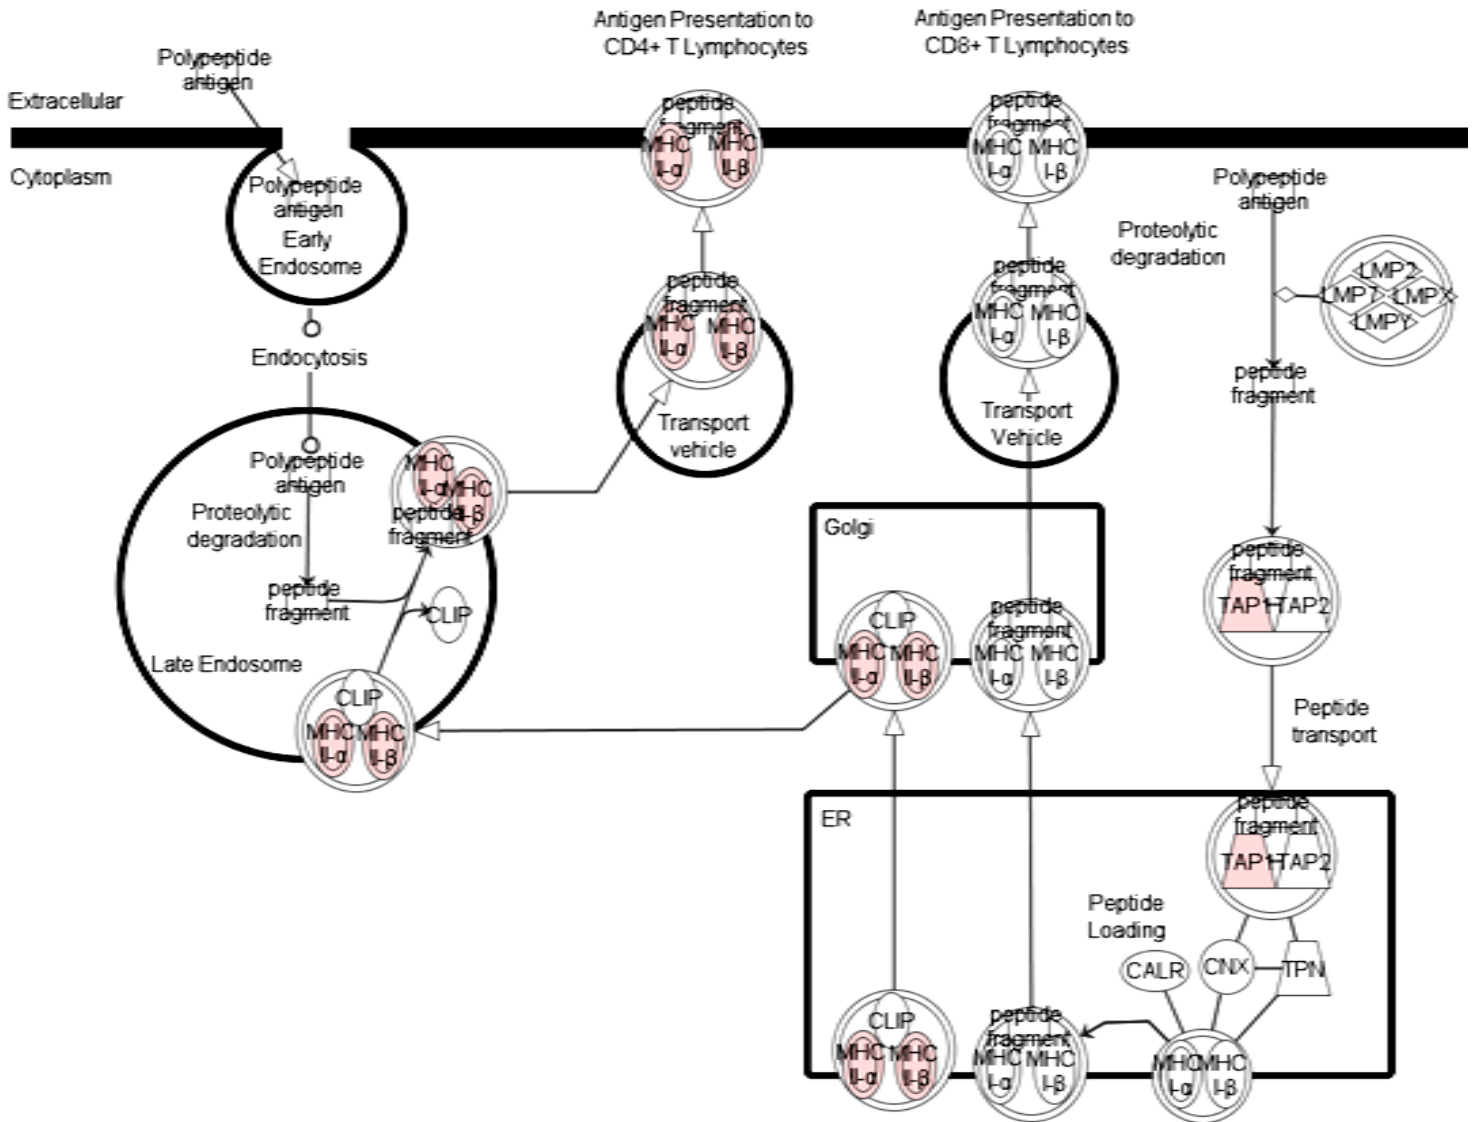 Antigen Presentation to
CD4+ T Lymphocytes
Antigen Presentation to
CD8+ T Lymphocytes
Polypeptide
antigen
Extracellular
Cytoplasm
Polypeptide
antigen
Early
Endosome
Endocytosis
Polypeptide
antigen
Proteolytic
degradation
peptide
fragment
Late Endosome
CLIP
MHC
II-α
MHC
II-β
peptide
fragment
CLIP
MHC
II-α
MHC
II-β
peptide
fragment
MHC
II-α
MHC
II-β
peptide
fragment
MHC
II-α
MHC
II-β
Transport
vehicle
peptide
fragment
MHC
I-α
MHC
I-β
peptide
fragment
MHC
I-α
MHC
I-β
Transport
Vehicle
Polypeptide
antigen
Proteolytic
degradation
LMP2
LMP7
LMPX
LMPY
peptide
fragment
peptide
fragment
TAP1
TAP2
Peptide
transport
Golgi
CLIP
MHC
II-α
MHC
II-β
peptide
fragment
MHC
I-α
MHC
I-β
ER
peptide
fragment
TAP1
TAP2
Peptide
Loading
CALR
CNX
TPN
CLIP
MHC
II-α
MHC
II-β
peptide
fragment
MHC
I-α
MHC
I-β
MHC
I-α
MHC
I-β